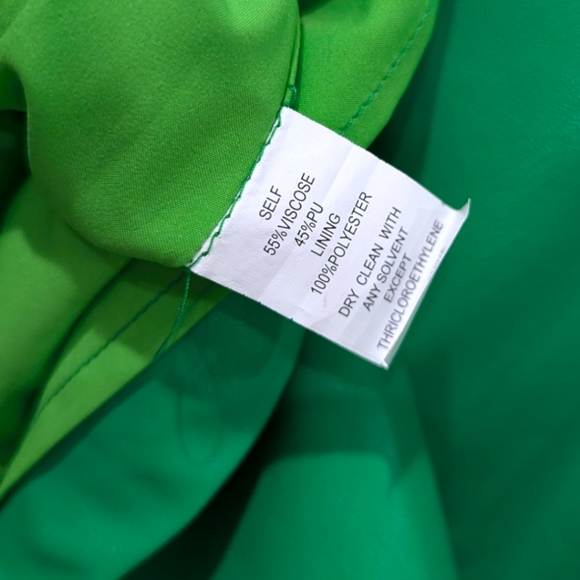 SELF
55%VISCOSE
45%PU
LINING
100%POLYESTER
DRY CLEAN WITH
ANY SOLVENT
EXCEPT
THRICLOROETHYLENE